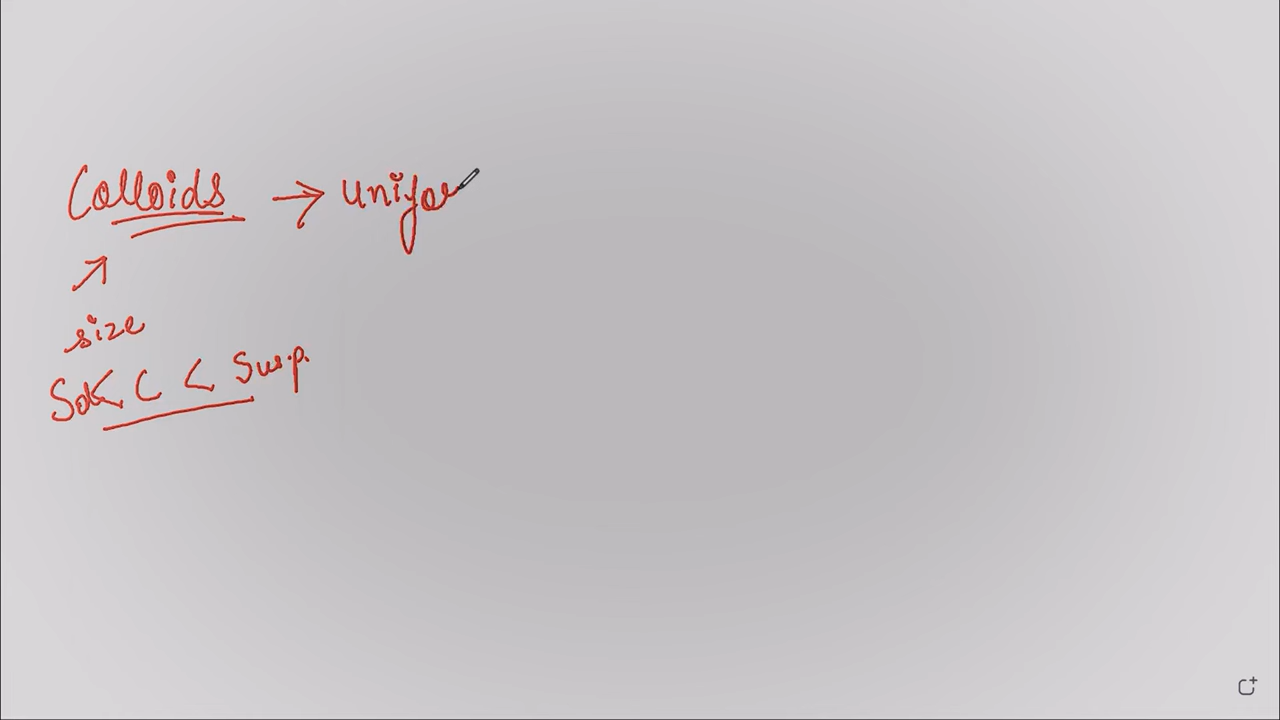 Colloids → unifor
↗
size
Sol < C < Susp.